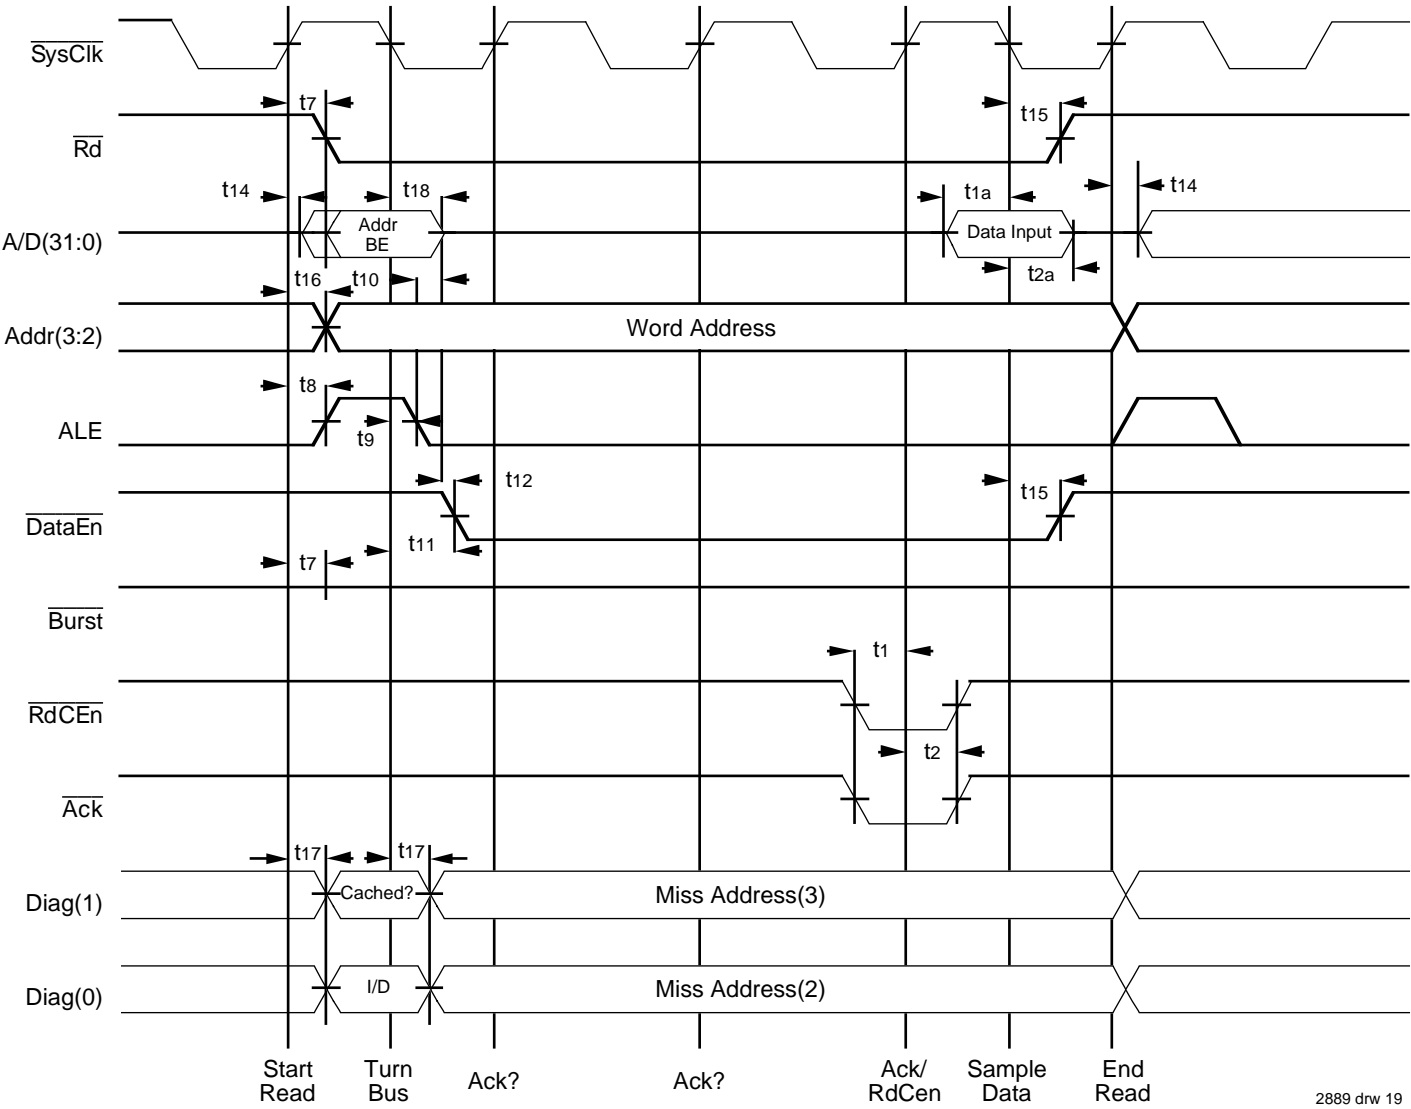 SysClk
t7
t15
Rd
t14
t18
t1a
t14
A/D(31:0)
Addr
BE
Data Input
t2a
t16
t10
Addr(3:2)
Word Address
t8
ALE
t9
t12
t15
DataEn
t11
t7
Burst
t1
RdCEn
t2
Ack
t17
t17
Diag(1)
Cached?
Miss Address(3)
Diag(0)
I/D
Miss Address(2)
Start
Read
Turn
Bus
Ack?
Ack?
Ack/
RdCen
Sample
Data
End
Read
2889 drw 19